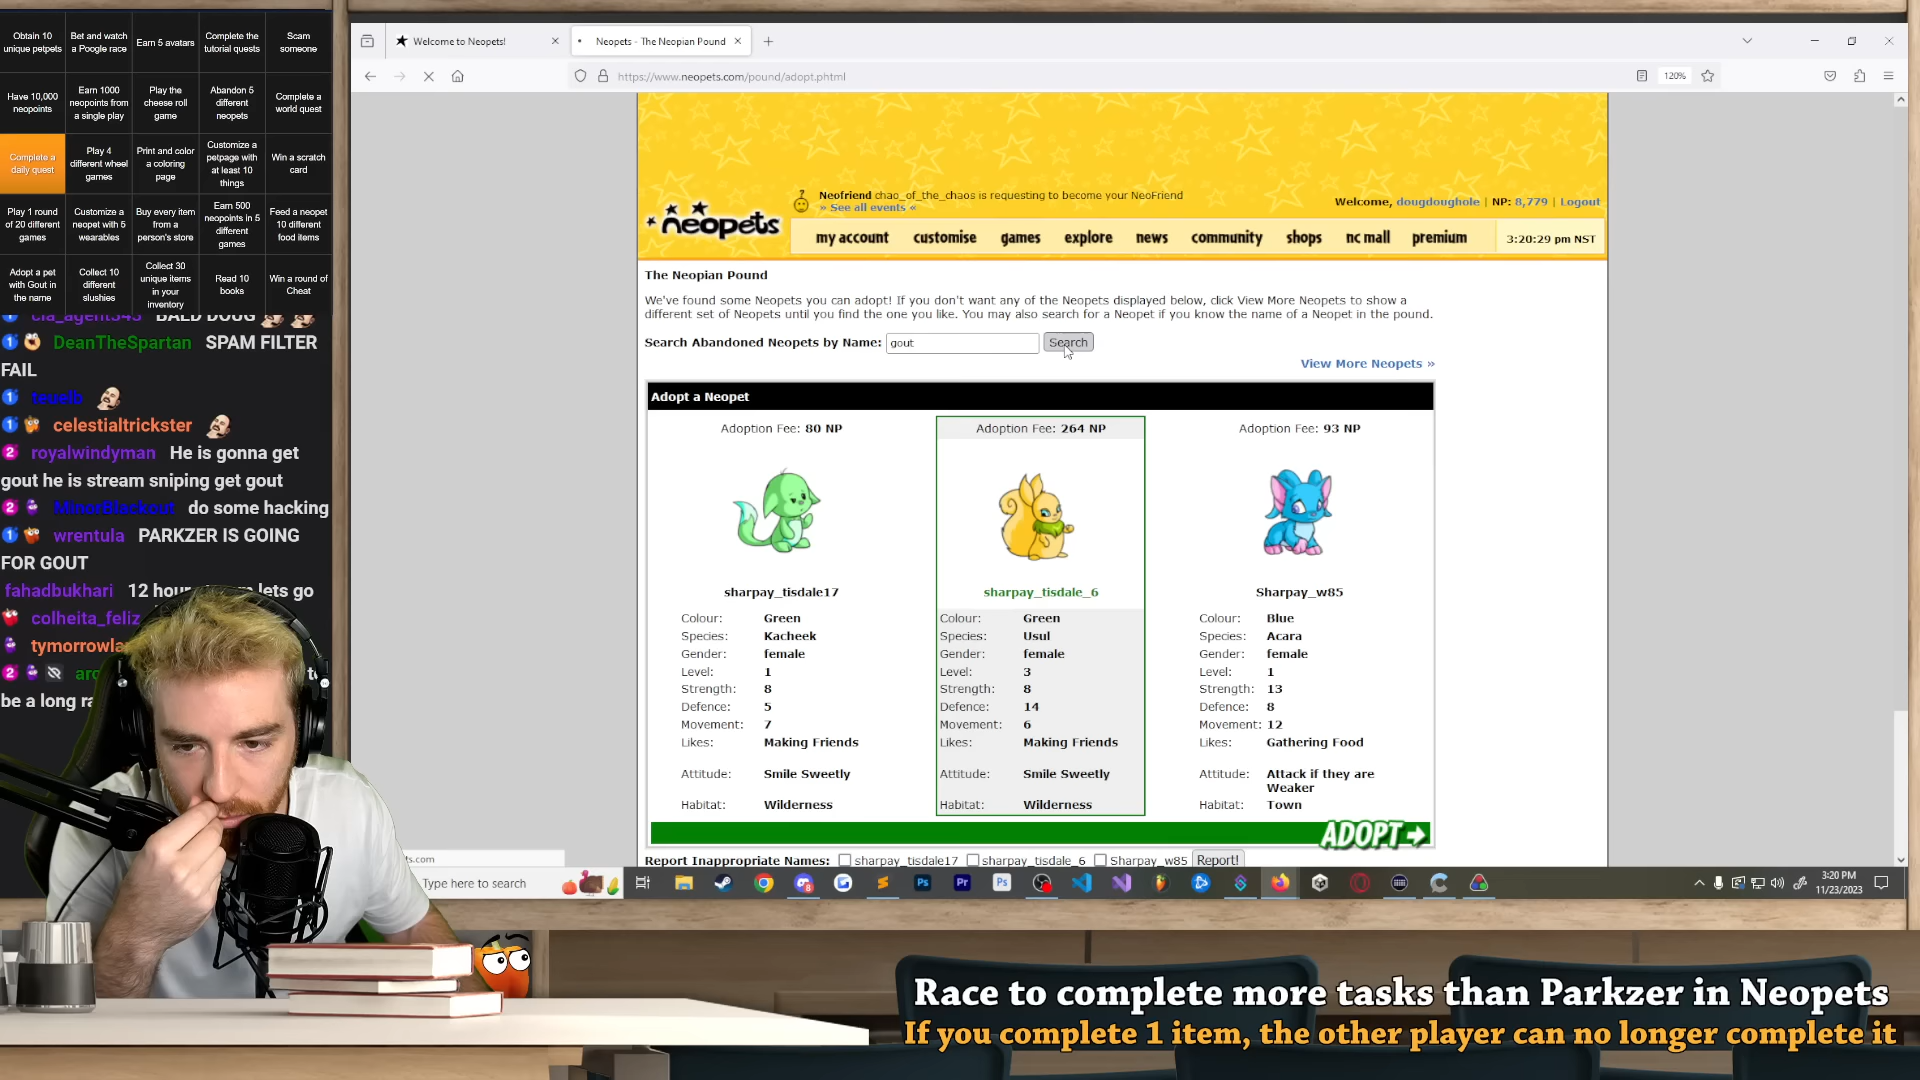 Obtain 10 unique petpets
Bet and watch a Poogle race
Earn 5 avatars
Complete the tutorial quests
Scam someone
Have 10,000 neopoints
Earn 1000 neopoints from a single play
Play the cheese roll game
Abandon 5 different neopets
Complete a world quest
Complete a daily quest
Play 4 different wheel games
Print and color a coloring page
Customize a petpage with at least 10 things
Win a scratch card
Play 1 round of 20 different games
Customize a neopet with 5 wearables
Buy every item from a person's store
Earn 500 neopoints in 5 different games
Feed a neopet 10 different food items
Adopt a pet with Gout in the name
Collect 10 different slushies
Collect 30 unique items in your inventory
Read 10 books
Win a round of Cheat
cia_agent343 BALD DOUG
DeanTheSpartan SPAM FILTER
FAIL
teuelb
celestialtrickster
royalwindyman He is gonna get
gout he is stream sniping get gout
MinorBlackout do some hacking
wrentula PARKZER IS GOING
FOR GOUT
fahadbukhari 12 hour lets go
colheita_feliz
tymorrowla
be a long ra
Welcome to Neopets!
Neopets - The Neopian Pound
https://www.neopets.com/pound/adopt.phtml
120%
Neofriend chao_of_the_chaos is requesting to become your NeoFriend
» See all events «
Welcome, dougdoughole | NP: 8,779 | Logout
neopets
my account customise games explore news community shops nc mall premium
3:20:29 pm NST
The Neopian Pound
We've found some Neopets you can adopt! If you don't want any of the Neopets displayed below, click View More Neopets to show a
different set of Neopets until you find the one you like. You may also search for a Neopet if you know the name of a Neopet in the pound.
Search Abandoned Neopets by Name: gout Search
View More Neopets »
Adopt a Neopet
Adoption Fee: 80 NP
sharpay_tisdale17
Colour: Green
Species: Kacheek
Gender: female
Level: 1
Strength: 8
Defence: 5
Movement: 7
Likes: Making Friends
Attitude: Smile Sweetly
Habitat: Wilderness
Adoption Fee: 264 NP
sharpay_tisdale_6
Colour: Green
Species: Usul
Gender: female
Level: 3
Strength: 8
Defence: 14
Movement: 6
Likes: Making Friends
Attitude: Smile Sweetly
Habitat: Wilderness
Adoption Fee: 93 NP
Sharpay_w85
Colour: Blue
Species: Acara
Gender: female
Level: 1
Strength: 13
Defence: 8
Movement: 12
Likes: Gathering Food
Attitude: Attack if they are
Weaker
Habitat: Town
ADOPT
Report Inappropriate Names: sharpay_tisdale17 sharpay_tisdale_6 Sharpay_w85 Report!
ts.com
Type here to search
3:20 PM
11/23/2023
Race to complete more tasks than Parkzer in Neopets
If you complete 1 item, the other player can no longer complete it